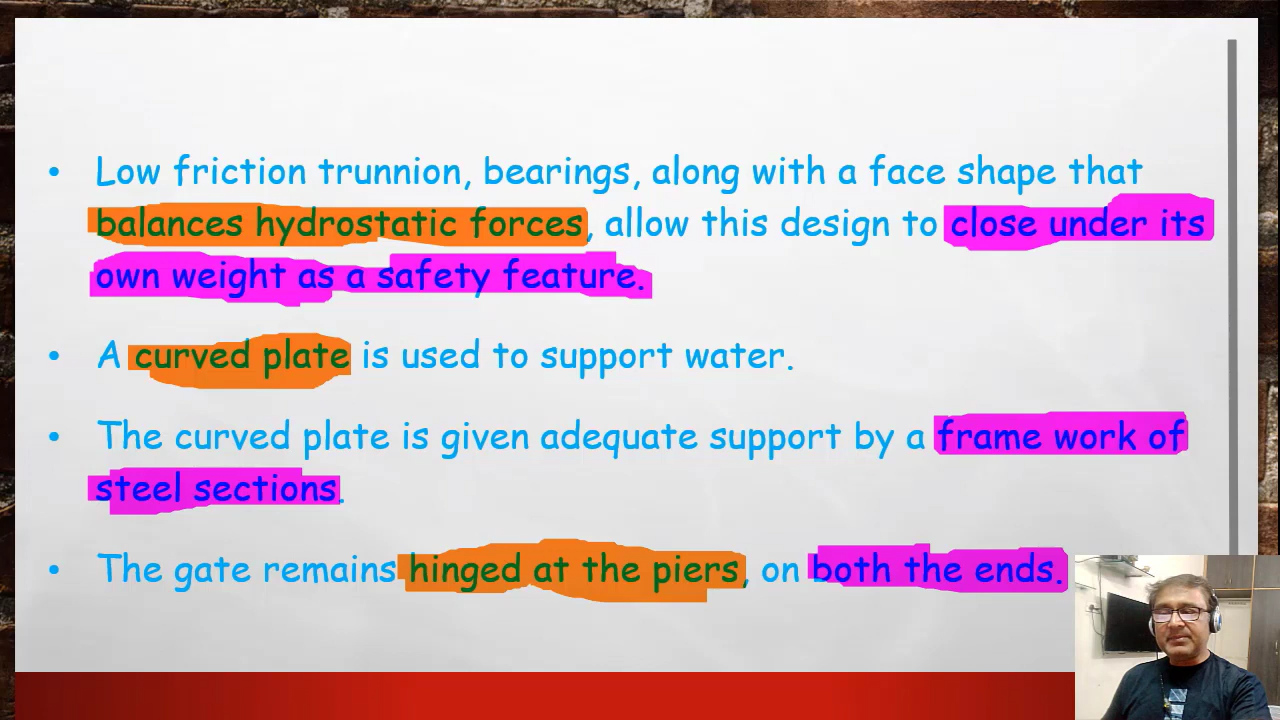 • Low friction trunnion, bearings, along with a face shape that
balances hydrostatic forces, allow this design to close under its
own weight as a safety feature.
• A curved plate is used to support water.
• The curved plate is given adequate support by a frame work of
steel sections.
• The gate remains hinged at the piers, on both the ends.